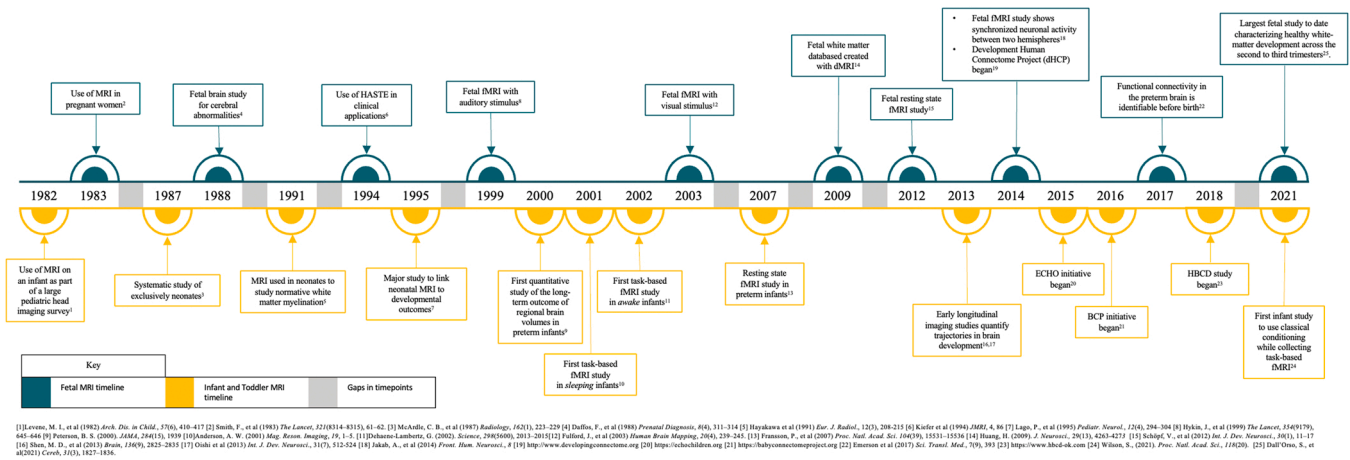 Use of MRI in
pregnant women2
Fetal brain study
for cerebral
abnormalities4
Use of HASTE in
clinical
applications6
Fetal fMRI with
auditory stimulus8
Fetal fMRI with
visual stimulus12
Fetal white matter
databased created
with dMRI14
Fetal resting state
fMRI study15
• Fetal fMRI study shows
synchronized neuronal activity
between two hemispheres18
• Development Human
Connectome Project (dHCP)
began19
Functional connectivity in
the preterm brain is
identifiable before birth22
Largest fetal study to date
characterizing healthy white-
matter development across the
second to third trimesters25.
1982 1983 1987 1988 1991 1994 1995 1999 2000 2001 2002 2003 2007 2009 2012 2013 2014 2015 2016 2017 2018 2021
Use of MRI on
an infant as part
of a large
pediatric head
imaging survey1
Systematic study of
exclusively neonates3
MRI used in neonates to
study normative white
matter myelination5
Major study to link
neonatal MRI to
developmental
outcomes7
First quantitative
study of the long-
term outcome of
regional brain
volumes in
preterm infants9
First task-based
fMRI study
in sleeping infants10
First task-based
fMRI study
in awake infants11
Resting state
fMRI study in
preterm infants13
Early longitudinal
imaging studies quantify
trajectories in brain
development16,17
ECHO initiative
began20
BCP initiative
began21
HBCD study
began23
First infant study
to use classical
conditioning
while collecting
task-based
fMRI24
Key
Fetal MRI timeline
Infant and Toddler MRI
timeline
Gaps in timepoints
[1]Levene, M. I., et al (1982) Arch. Dis. in Child., 57(6), 410–417 [2] Smith, F., et al (1983) The Lancet, 321(8314-8315), 61–62. [3] McArdle, C. B., et al (1987) Radiology, 162(1), 223–229 [4] Daffos, F., et al (1988) Prenatal Diagnosis, 8(4), 311–314 [5] Hayakawa et al (1991) Eur. J. Radiol., 12(3), 208-215 [6] Kiefer et al (1994) JMRI, 4, 86 [7] Lago, P., et al (1995) Pediatr. Neurol., 12(4), 294–304 [8] Hykin, J., et al (1999) The Lancet, 354(9179),
645–646 [9] Peterson, B. S. (2000). JAMA, 284(15), 1939 [10]Anderson, A. W. (2001) Mag. Reson. Imaging, 19, 1–5. [11]Dehaene-Lambertz, G. (2002). Science, 298(5600), 2013–2015[12] Fulford, J., et al (2003) Human Brain Mapping, 20(4), 239–245. [13] Fransson, P., et al (2007) Proc. Natl. Acad. Sci. 104(39), 15531–15536 [14] Huang, H. (2009). J. Neurosci., 29(13), 4263-4273 [15] Schöpf, V., et al (2012) Int. J. Dev. Neurosci., 30(1), 11–17
[16] Shen, M. D., et al (2013) Brain, 136(9), 2825–2835 [17] Oishi et al (2013) Int. J. Dev. Neurosci., 31(7), 512-524 [18] Jakab, A., et al (2014) Front. Hum. Neurosci., 8 [19] http://www.developingconnectome.org [20] https://echochildren.org [21] https://babyconnectomeproject.org [22] Emerson et al (2017) Sci. Transl. Med., 7(9), 393 [23] https://www.hbcd-ok.com [24] Wilson, S., (2021). Proc. Natl. Acad. Sci., 118(20). [25] Dall'Orso, S., et
al(2021) Cereb, 31(3), 1827–1836.